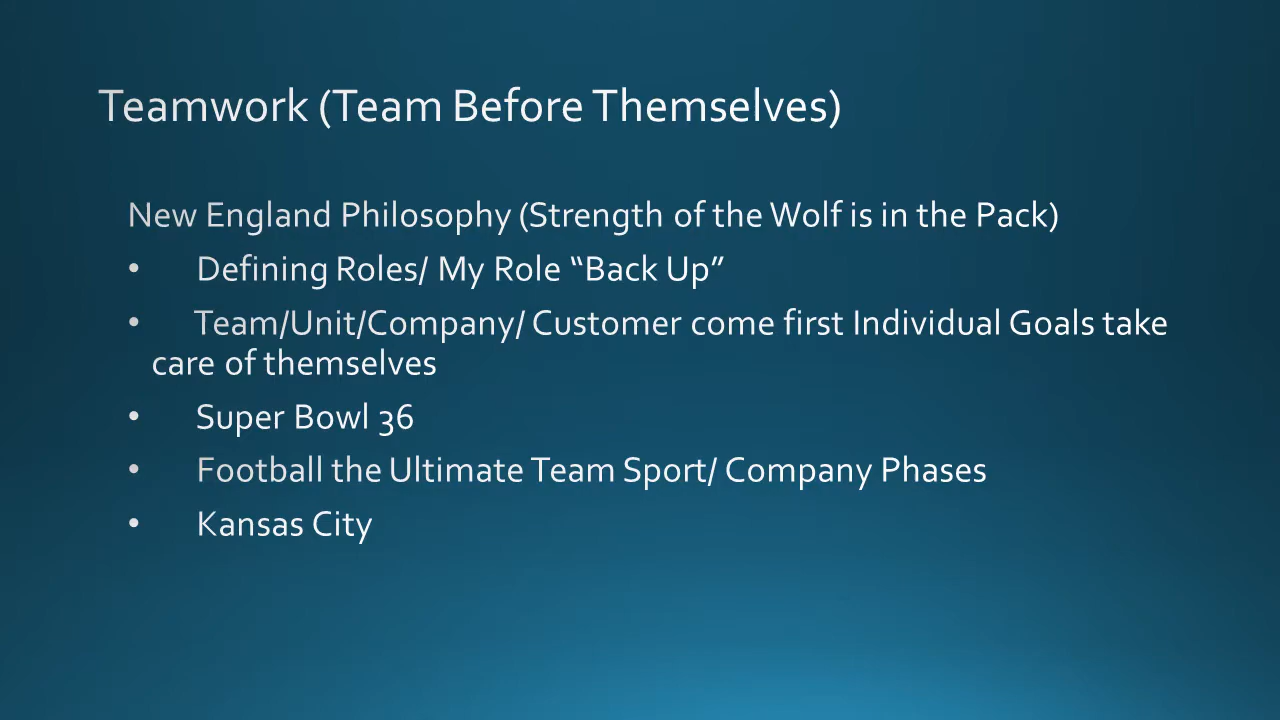 Teamwork (Team Before Themselves)
New England Philosophy (Strength of the Wolf is in the Pack)
• Defining Roles/ My Role “Back Up”
• Team/Unit/Company/ Customer come first Individual Goals take
care of themselves
• Super Bowl 36
• Football the Ultimate Team Sport/ Company Phases
• Kansas City